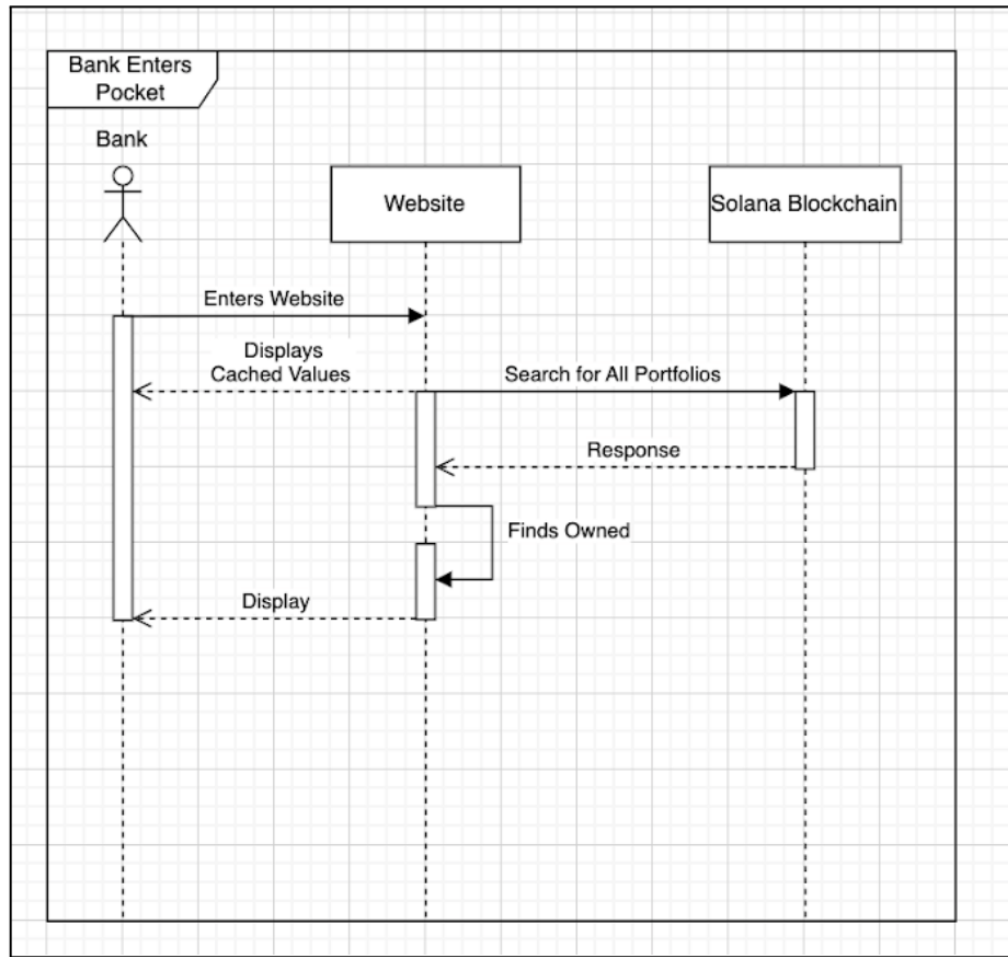 Bank Enters
Pocket
Bank
Website
Solana Blockchain
Enters Website
Displays
Cached Values
Search for All Portfolios
Response
Finds Owned
Display